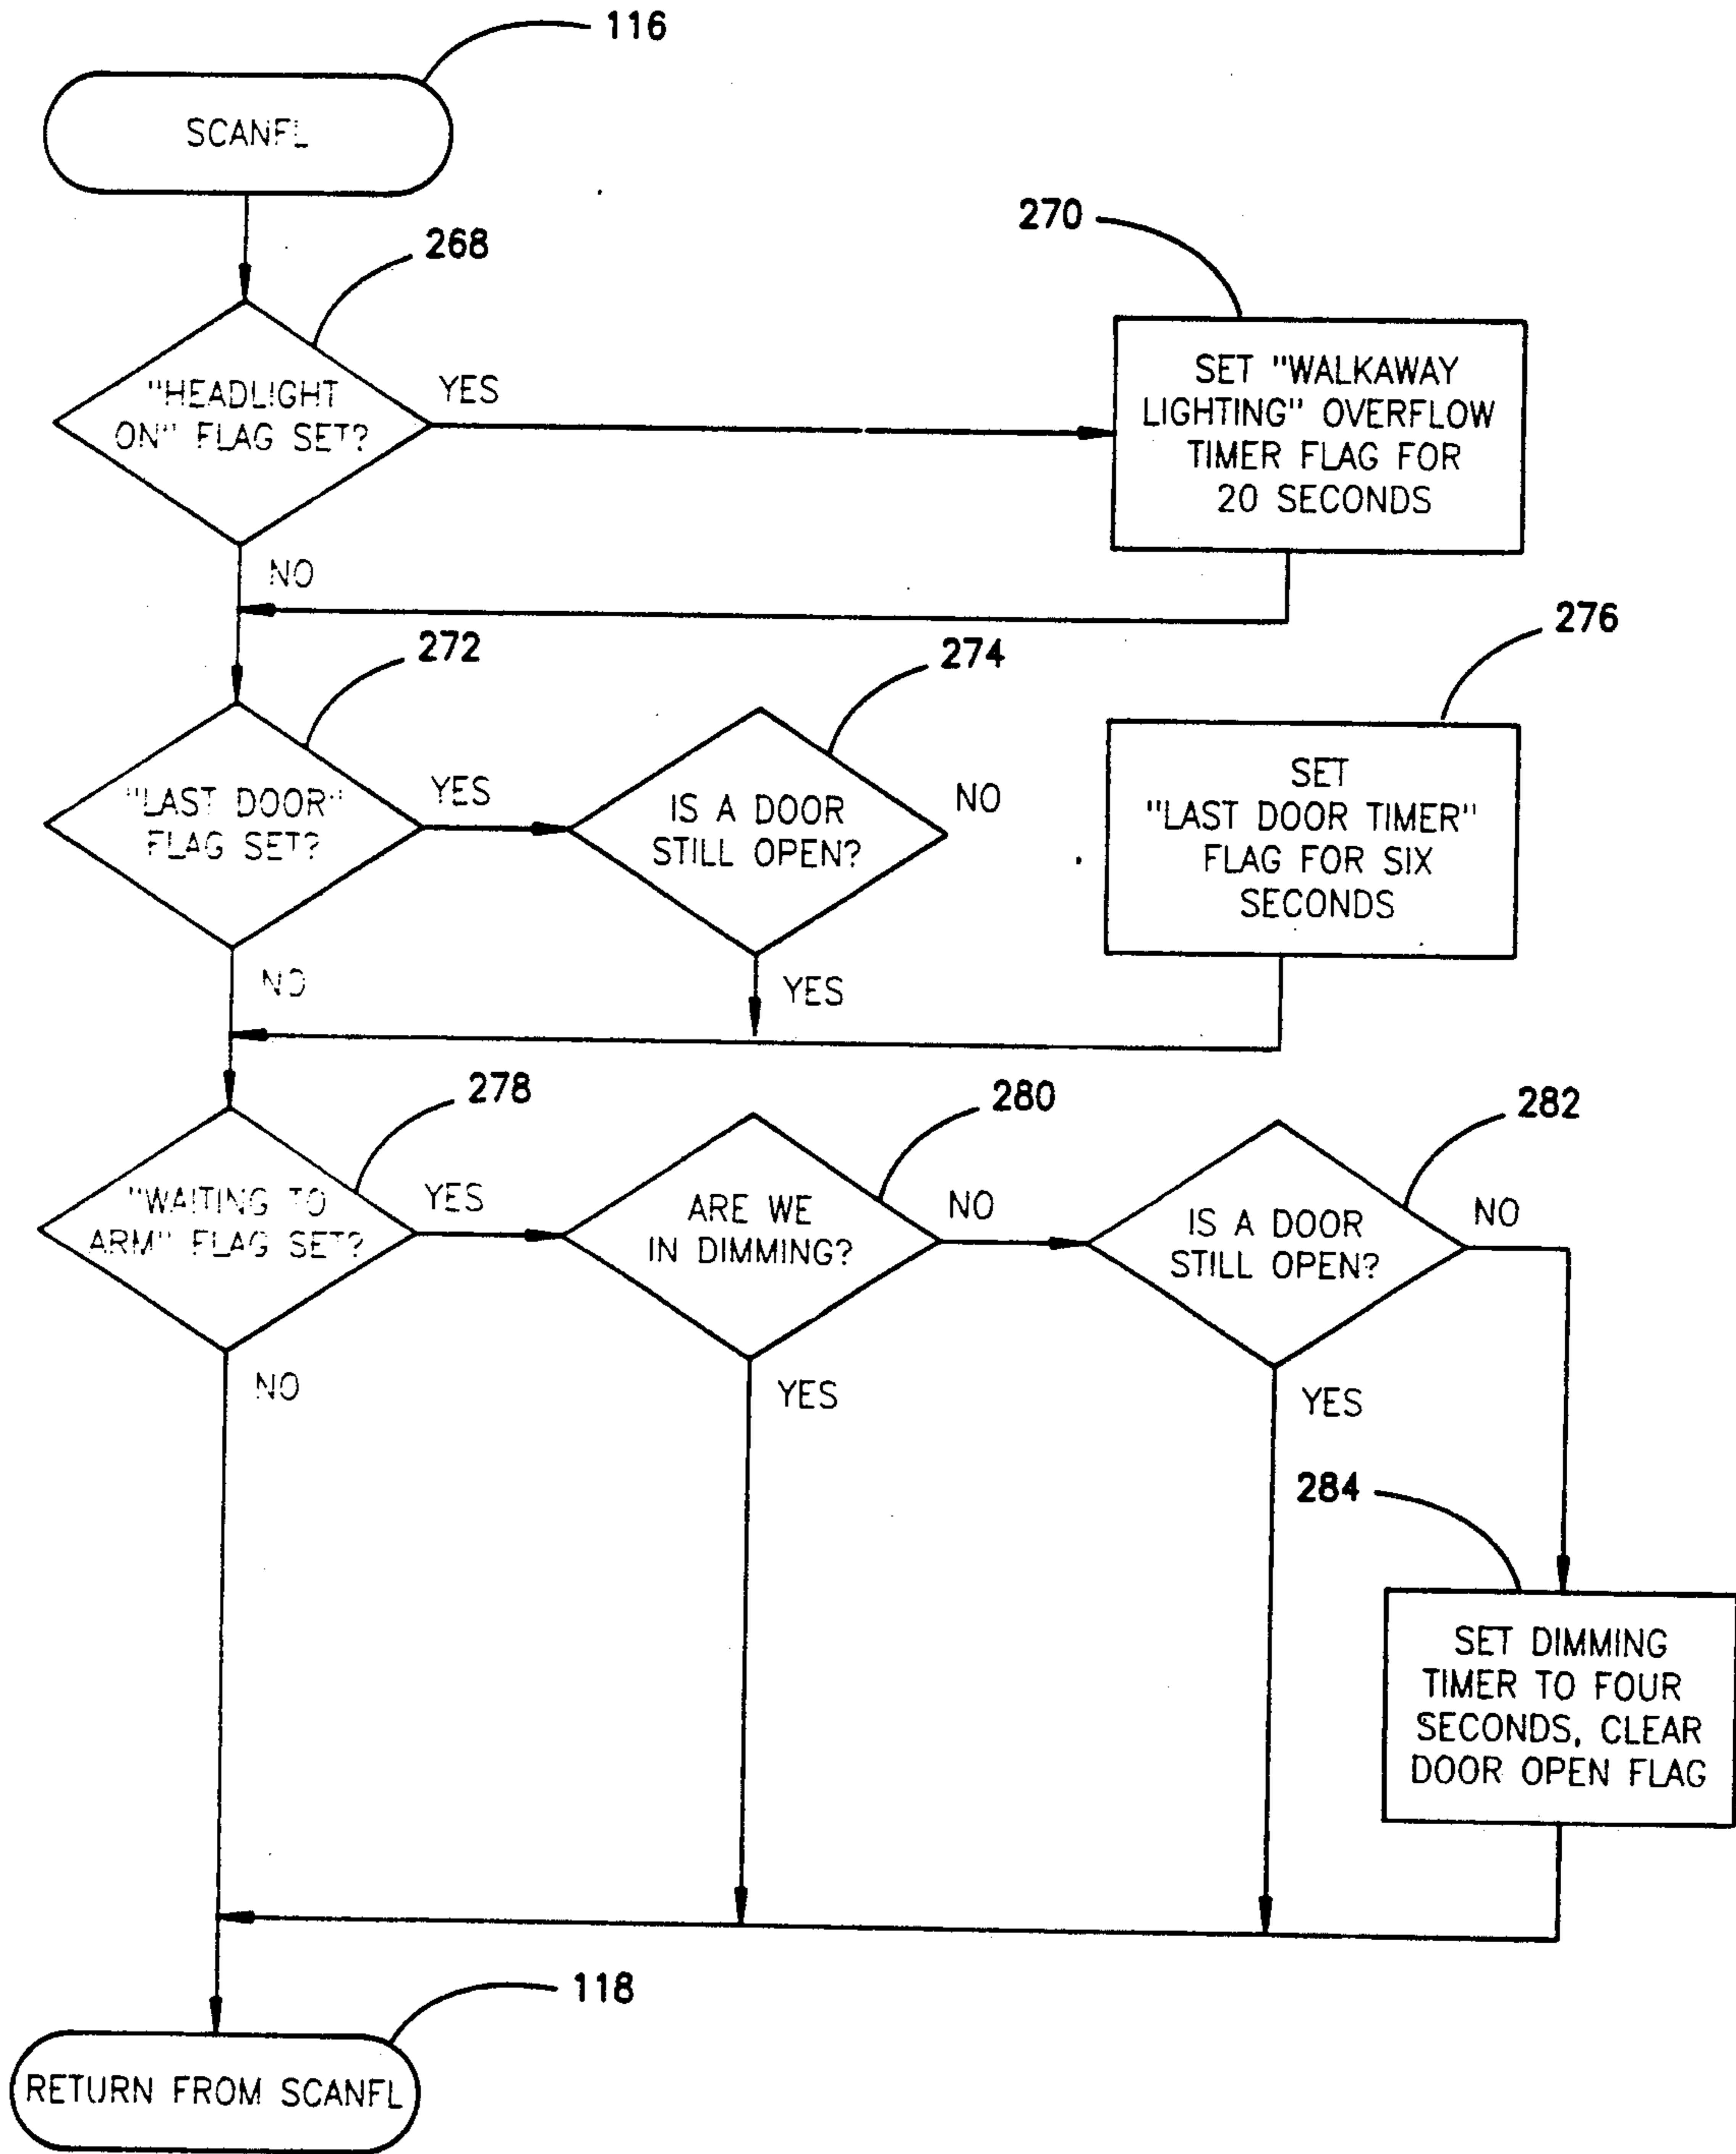 116
SCANFL
268
"HEADLIGHT
ON" FLAG SET?
YES
NO
270
SET "WALKAWAY
LIGHTING" OVERFLOW
TIMER FLAG FOR
20 SECONDS
272
"LAST DOOR"
FLAG SET?
YES
NO
274
IS A DOOR
STILL OPEN?
NO
YES
276
SET
"LAST DOOR TIMER"
FLAG FOR SIX
SECONDS
278
"WAITING TO
ARM" FLAG SET?
YES
NO
280
ARE WE
IN DIMMING?
NO
YES
282
IS A DOOR
STILL OPEN?
NO
YES
284
SET DIMMING
TIMER TO FOUR
SECONDS, CLEAR
DOOR OPEN FLAG
118
RETURN FROM SCANFL